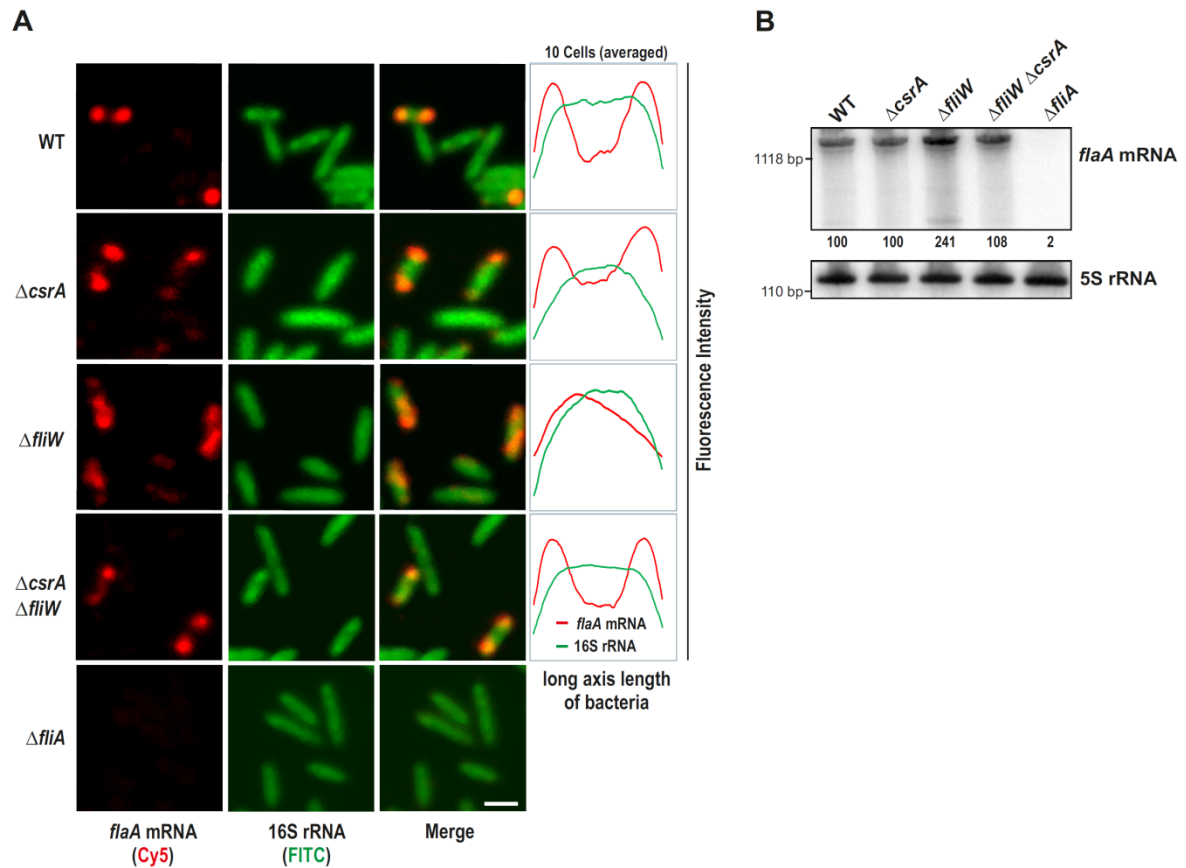 A
10 Cells (averaged)
WT
ΔcsrA
ΔfliW
ΔcsrA
ΔfliW
flaA mRNA
16S rRNA
ΔfliA
Fluorescence Intensity
long axis length
of bacteria
flaA mRNA
(Cy5)
16S rRNA
(FITC)
Merge
B
WT
ΔcsrA
ΔfliW
ΔfliW ΔcsrA
ΔfliA
1118 bp
flaA mRNA
100 100 241 108 2
110 bp
5S rRNA